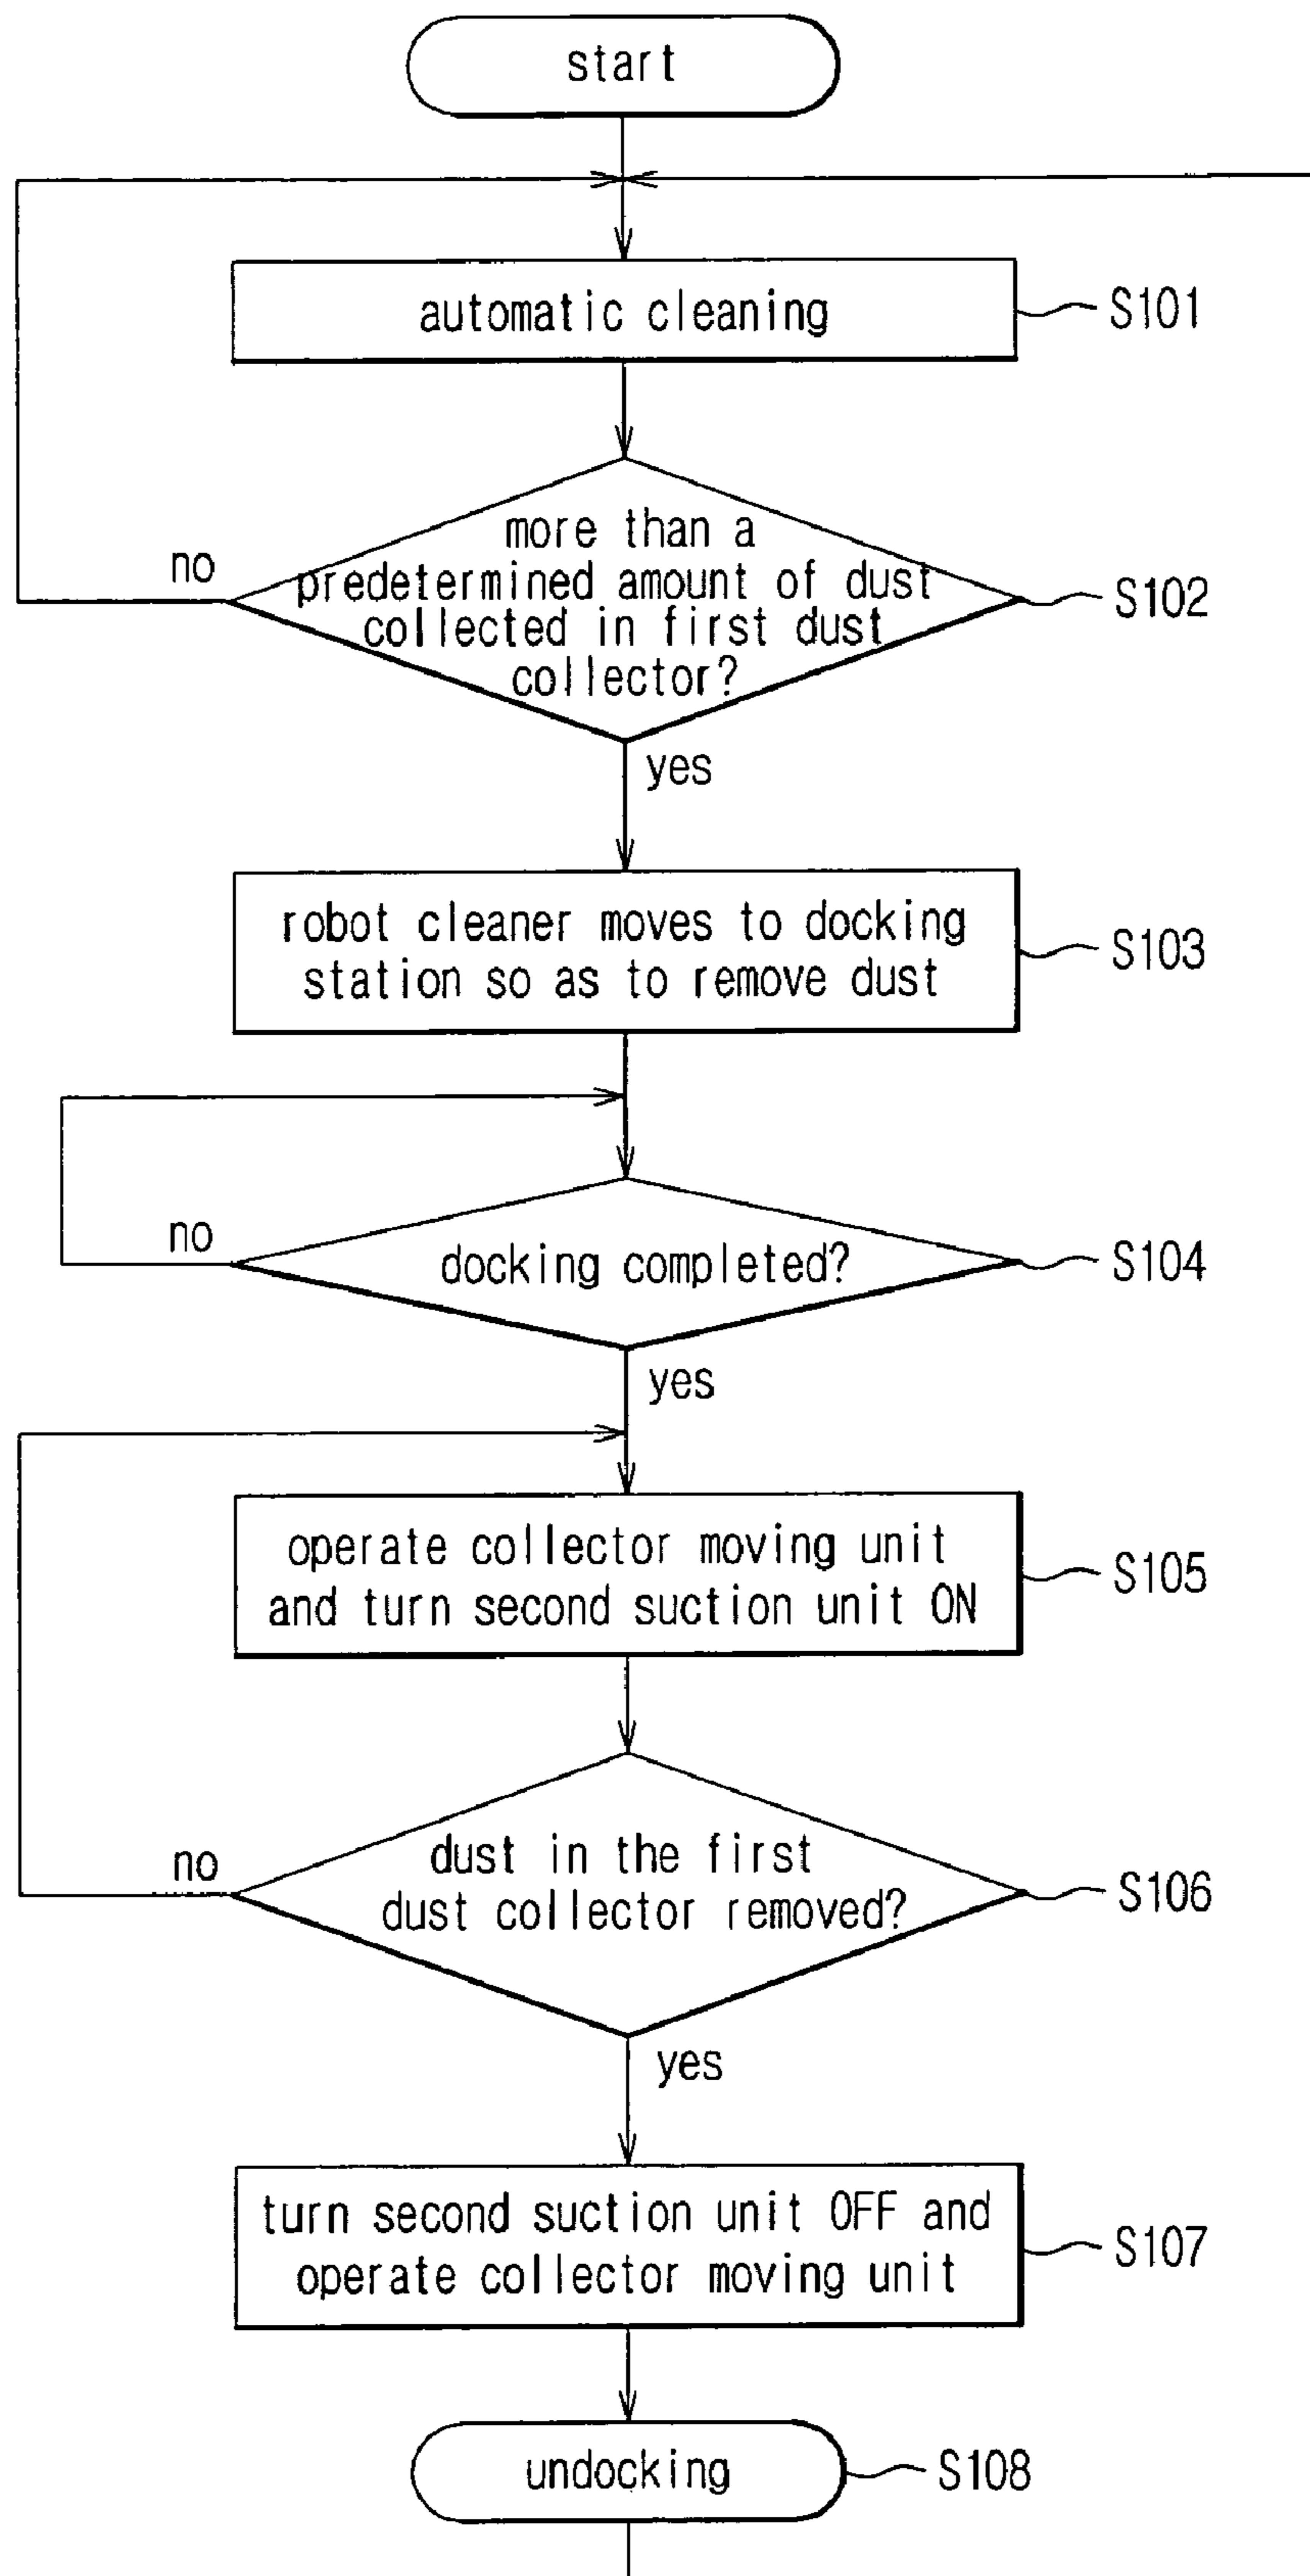 start
automatic cleaning
S101
more than a
predetermined amount of dust
collected in first dust
collector?
no
S102
yes
robot cleaner moves to docking
station so as to remove dust
S103
no
docking completed?
S104
yes
operate collector moving unit
and turn second suction unit ON
S105
no
dust in the first
dust collector removed?
S106
yes
turn second suction unit OFF and
operate collector moving unit
S107
undocking
S108